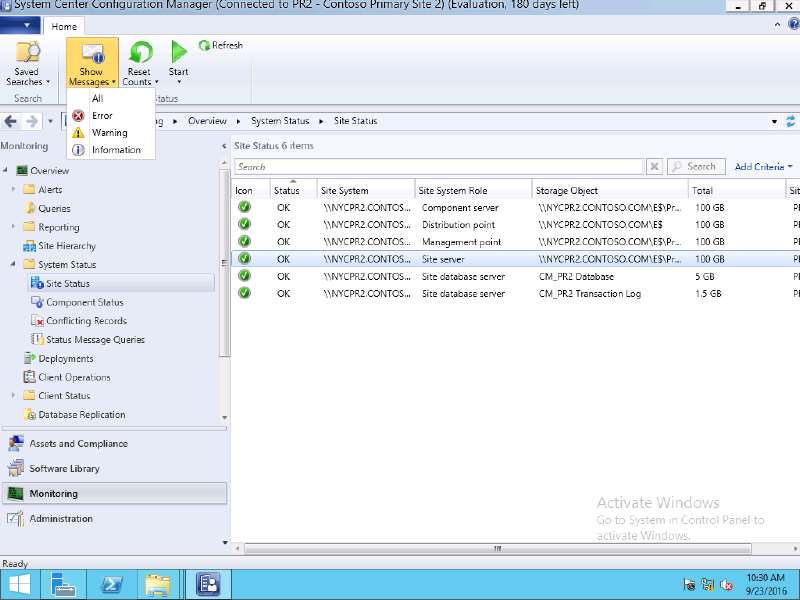 System Center Configuration Manager (Connected to PR2 - Contoso Primary Site 2) (Evaluation, 180 days left)
Home
Saved Searches
Show Messages
Reset Counts
Start
Refresh
Search
All
Error
Warning
Information
Overview
System Status
Site Status
Monitoring
Overview
Alerts
Queries
Reporting
Site Hierarchy
System Status
Site Status
Component Status
Conflicting Records
Status Message Queries
Deployments
Client Operations
Client Status
Database Replication
Assets and Compliance
Software Library
Monitoring
Administration
Site Status 6 items
Search
Search
Add Criteria
Icon Status Site System Site System Role Storage Object Total Sit
OK \\NYCPR2.CONTOS... Component server \\NYCPR2.CONTOSO.COM\E$\Pr... 100 GB
OK \\NYCPR2.CONTOS... Distribution point \\NYCPR2.CONTOSO.COM\E$ 100 GB
OK \\NYCPR2.CONTOS... Management point \\NYCPR2.CONTOSO.COM\E$\Pr... 100 GB
OK \\NYCPR2.CONTOS... Site server \\NYCPR2.CONTOSO.COM\E$\Pr... 100 GB
OK \\NYCPR2.CONTOS... Site database server CM_PR2 Database 5 GB
OK \\NYCPR2.CONTOS... Site database server CM_PR2 Transaction Log 1.5 GB
Activate Windows
Go to System in Control Panel to
activate Windows.
Ready
10:30 AM
9/23/2016